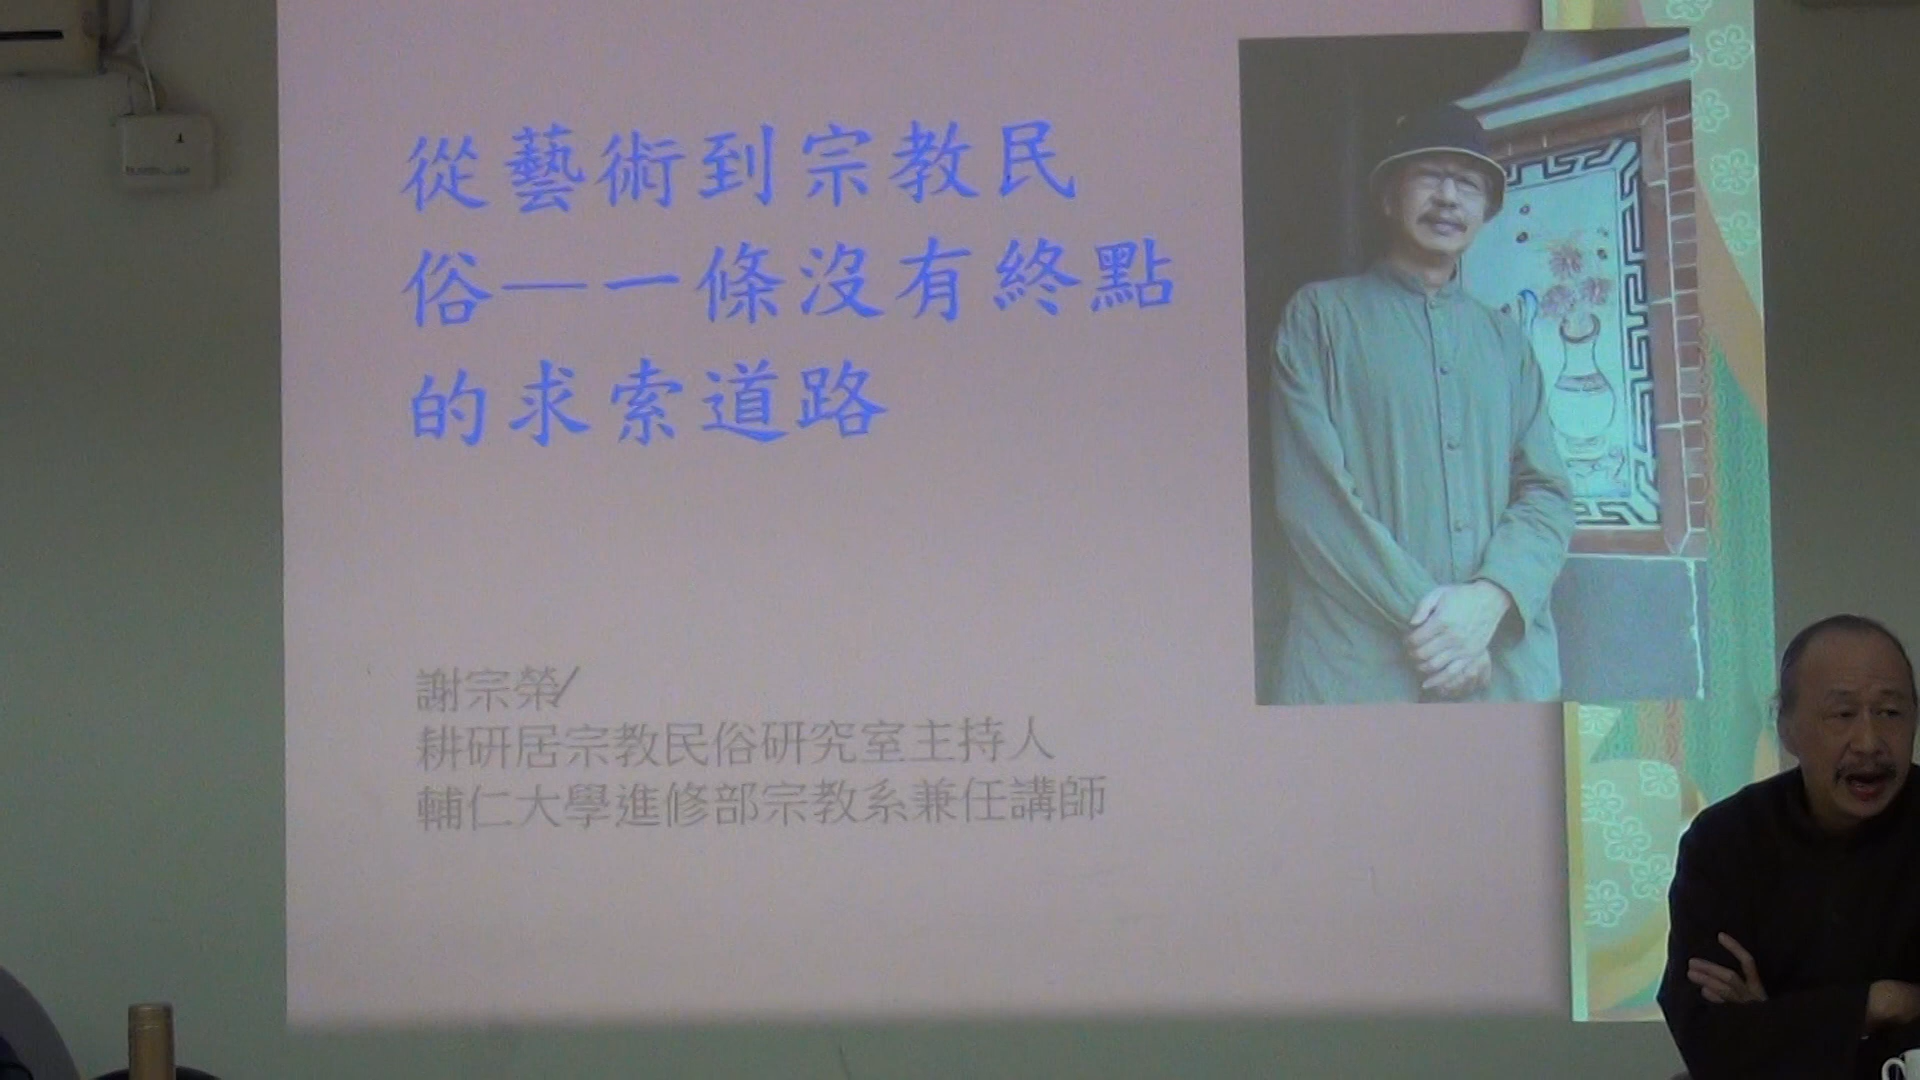 從藝術到宗教民
俗—一條沒有終點
的求索道路
謝宗榮/
耕研居宗教民俗研究室主持人
輔仁大學進修部宗教系兼任講師